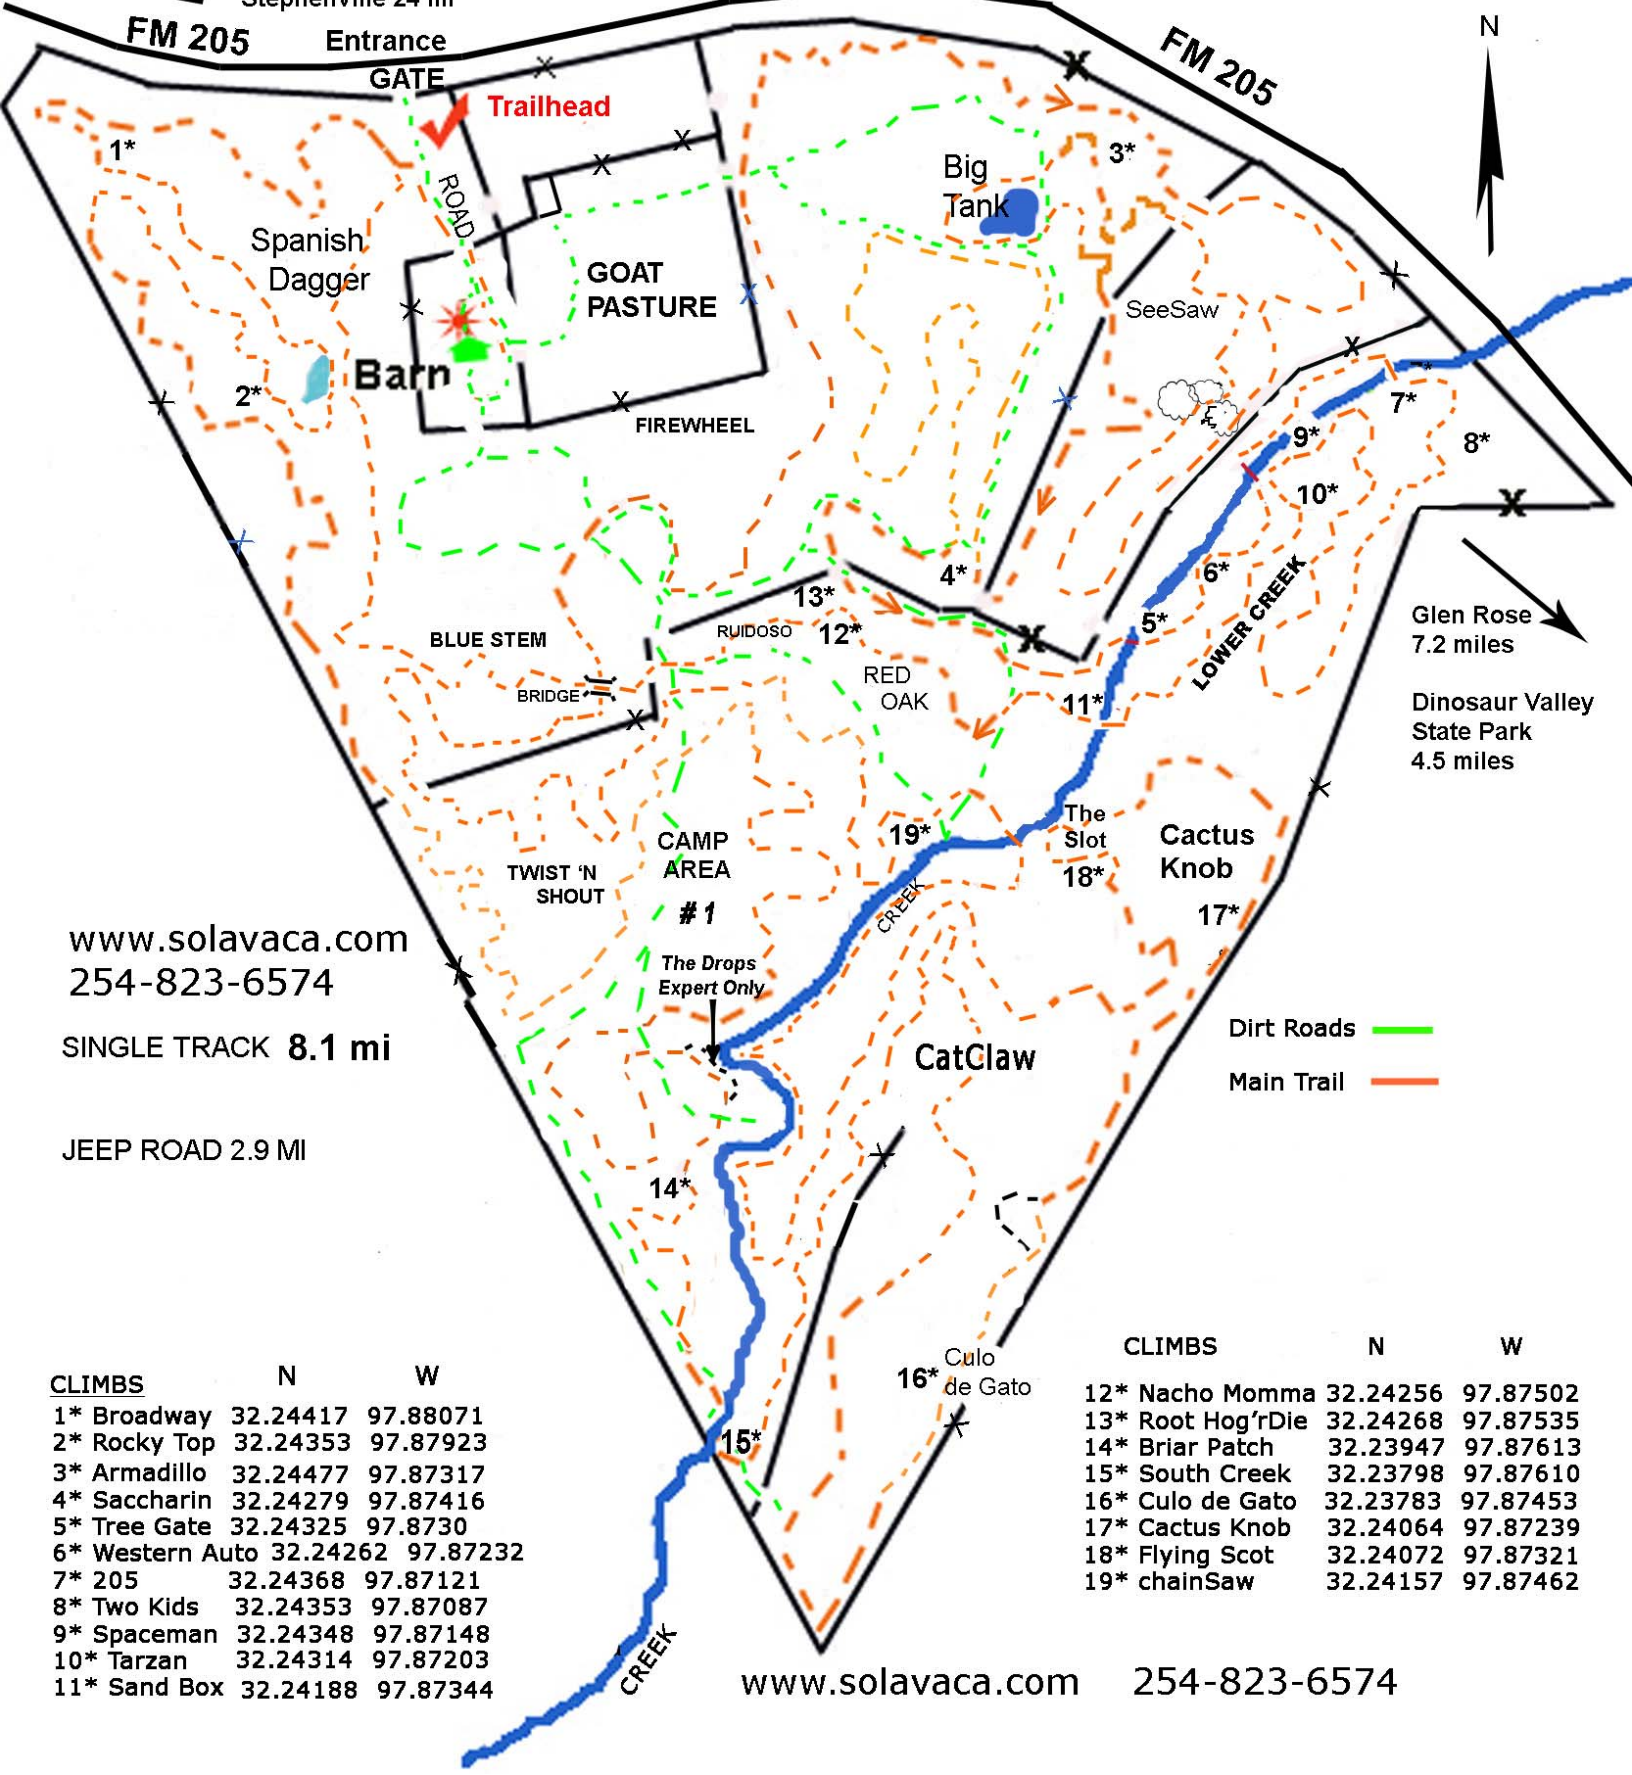 Stephenville 24 mi
FM 205
Entrance
GATE
Trailhead
FM 205
N
1*
ROAD
Big
Tank
3*
Spanish
Dagger
GOAT
PASTURE
SeeSaw
Barn
2*
FIREWHEEL
7*
9*
8*
10*
4*
6*
13*
BLUE STEM
RUIDOSO
12*
5*
LOWER CREEK
Glen Rose
7.2 miles
BRIDGE
RED
OAK
11*
Dinosaur Valley
State Park
4.5 miles
CAMP
AREA
# 1
19*
The
Slot
18*
Cactus
Knob
TWIST ‘N
SHOUT
CREEK
17*
www.solavaca.com
254-823-6574
The Drops
Expert Only
SINGLE TRACK 8.1 mi
CatClaw
Dirt Roads
Main Trail
JEEP ROAD 2.9 MI
14*
16*
Culo
de Gato
15*
CLIMBS N W
1* Broadway 32.24417 97.88071
2* Rocky Top 32.24353 97.87923
3* Armadillo 32.24477 97.87317
4* Saccharin 32.24279 97.87416
5* Tree Gate 32.24325 97.8730
6* Western Auto 32.24262 97.87232
7* 205 32.24368 97.87121
8* Two Kids 32.24353 97.87087
9* Spaceman 32.24348 97.87148
10* Tarzan 32.24314 97.87203
11* Sand Box 32.24188 97.87344
CLIMBS N W
12* Nacho Momma 32.24256 97.87502
13* Root Hog’rDie 32.24268 97.87535
14* Briar Patch 32.23947 97.87613
15* South Creek 32.23798 97.87610
16* Culo de Gato 32.23783 97.87453
17* Cactus Knob 32.24064 97.87239
18* Flying Scot 32.24072 97.87321
19* chainSaw 32.24157 97.87462
CREEK
www.solavaca.com 254-823-6574